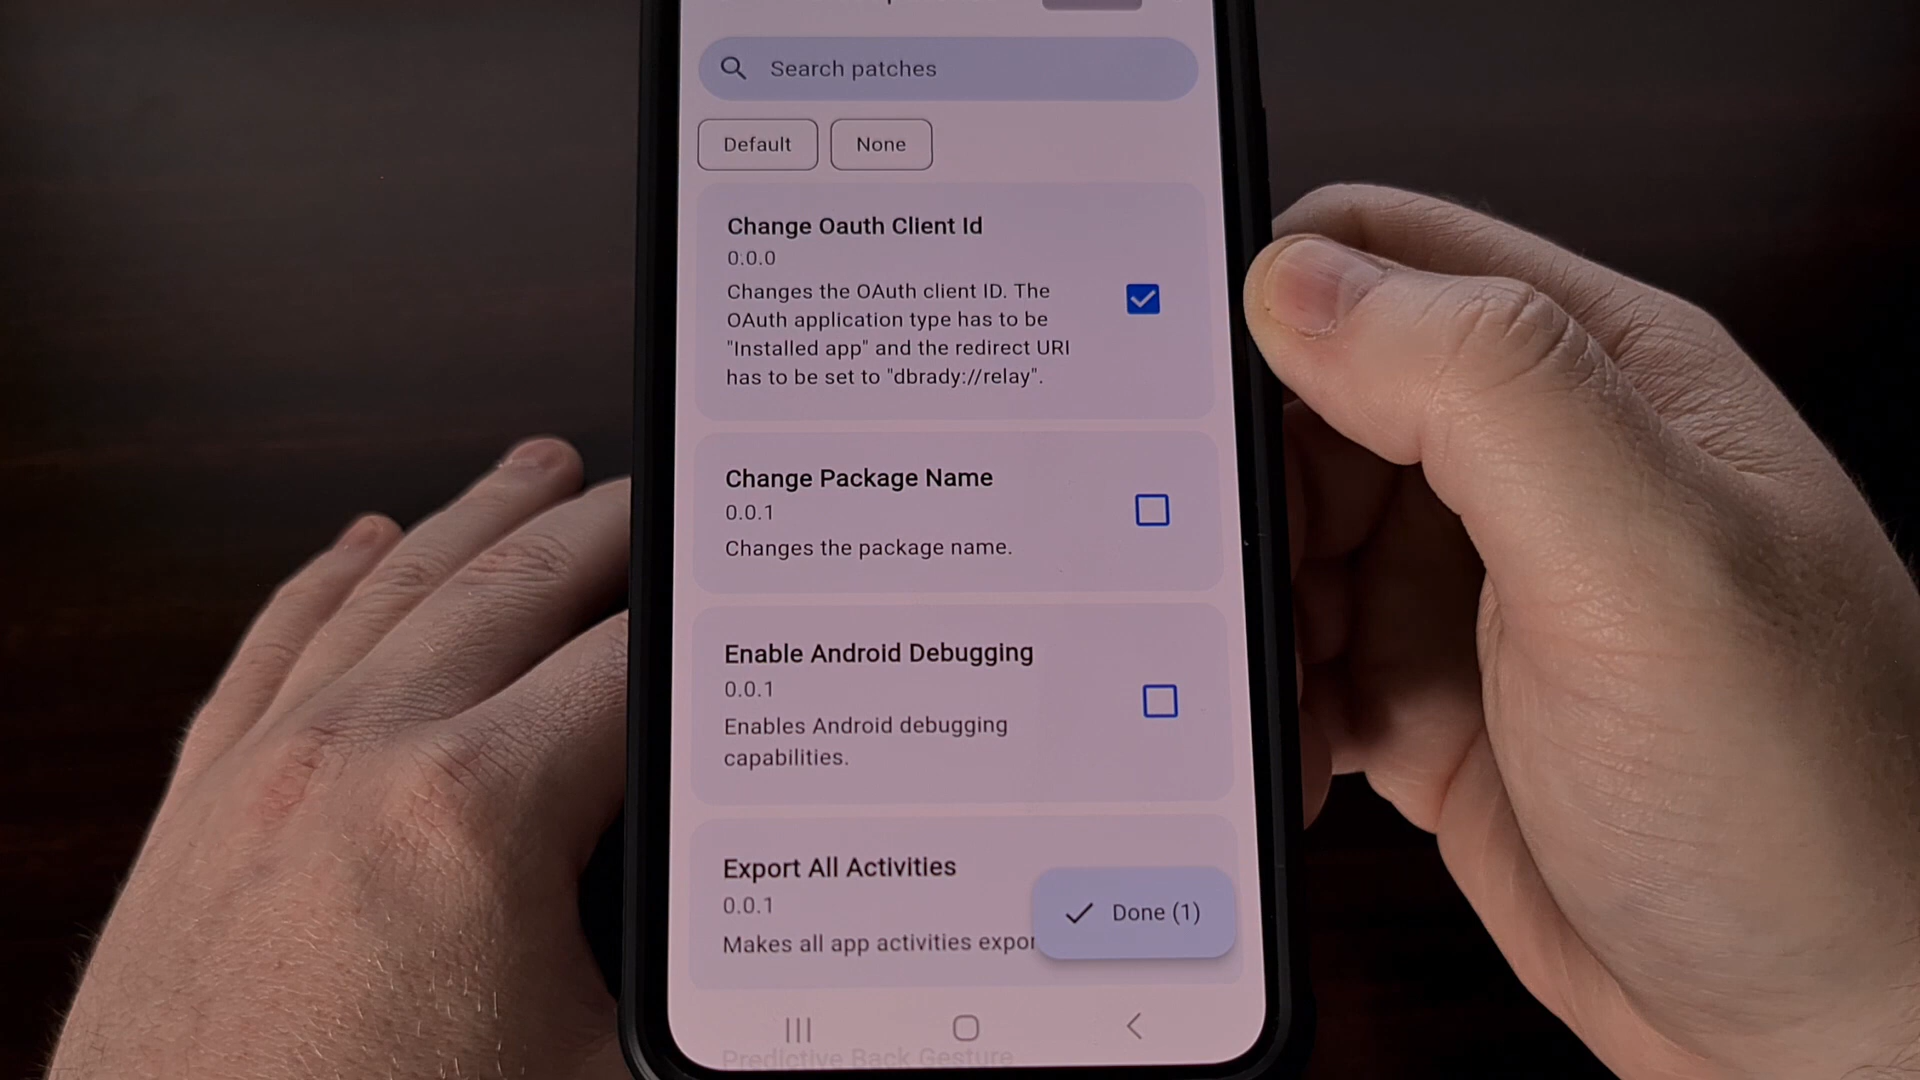 Search patches
Default
None
Change Oauth Client Id
0.0.0
Changes the OAuth client ID. The
OAuth application type has to be
"Installed app" and the redirect URI
has to be set to "dbrady://relay".
Change Package Name
0.0.1
Changes the package name.
Enable Android Debugging
0.0.1
Enables Android debugging
capabilities.
Export All Activities
0.0.1
Makes all app activities expor
Done (1)
Predictive Back Gesture